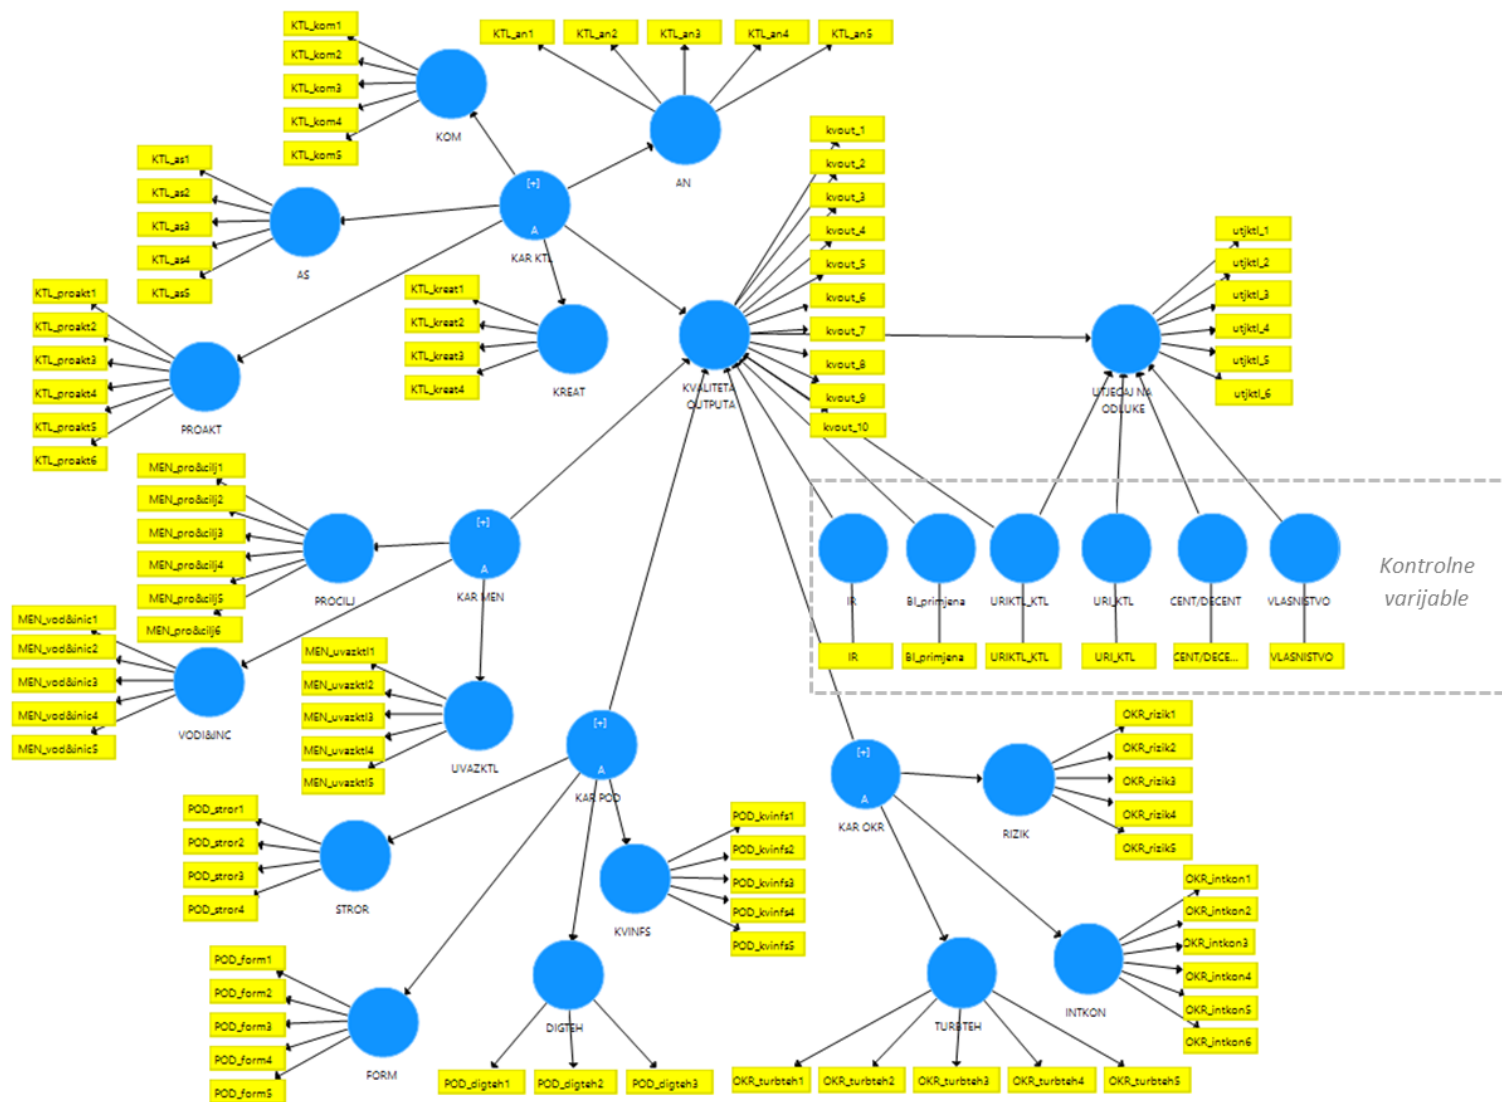 KTL_kom1
KTL_kom2
KTL_kom3
KTL_kom4
KTL_kom5
KOM
KTL_an1
KTL_an2
KTL_an3
KTL_an4
KTL_an5
AN
KTL_as1
KTL_as2
KTL_as3
KTL_as4
KTL_as5
AS
[+]
A
KAR KTL
kvout_1
kvout_2
kvout_3
kvout_4
kvout_5
kvout_6
kvout_7
kvout_8
kvout_9
kvout_10
KVALITETA
OUTPUTA
utjktl_1
utjktl_2
utjktl_3
utjktl_4
utjktl_5
utjktl_6
UTJECAJ NA
ODLUKE
KTL_proakt1
KTL_proakt2
KTL_proakt3
KTL_proakt4
KTL_proakt5
KTL_proakt6
PROAKT
KTL_kreat1
KTL_kreat2
KTL_kreat3
KTL_kreat4
KREAT
MEN_pro&cilj1
MEN_pro&cilj2
MEN_pro&cilj3
MEN_pro&cilj4
MEN_pro&cilj5
MEN_pro&cilj6
PROCILJ
[+]
A
KAR MEN
IR
BI_primjena
URIKTL_KTL
URI_KTL
CENT/DECENT
VLASNISTVO
Kontrolne
varijable
IR
BI_primjena
URIKTL_KTL
URI_KTL
CENT/DECE...
VLASNISTVO
MEN_vod&inic1
MEN_vod&inic2
MEN_vod&inic3
MEN_vod&inic4
MEN_vod&inic5
VODI&INC
MEN_uvazktl1
MEN_uvazktl2
MEN_uvazktl3
MEN_uvazktl4
MEN_uvazktl5
UVAZKTL
[+]
A
KAR POD
[+]
A
KAR OKR
OKR_rizik1
OKR_rizik2
OKR_rizik3
OKR_rizik4
OKR_rizik5
RIZIK
POD_stror1
POD_stror2
POD_stror3
POD_stror4
STROR
POD_kvinfs1
POD_kvinfs2
POD_kvinfs3
POD_kvinfs4
POD_kvinfs5
KVINFS
OKR_intkon1
OKR_intkon2
OKR_intkon3
OKR_intkon4
OKR_intkon5
OKR_intkon6
INTKON
POD_form1
POD_form2
POD_form3
POD_form4
POD_form5
FORM
DIGTEH
POD_digteh1
POD_digteh2
POD_digteh3
TURBTEH
OKR_turbteh1
OKR_turbteh2
OKR_turbteh3
OKR_turbteh4
OKR_turbteh5